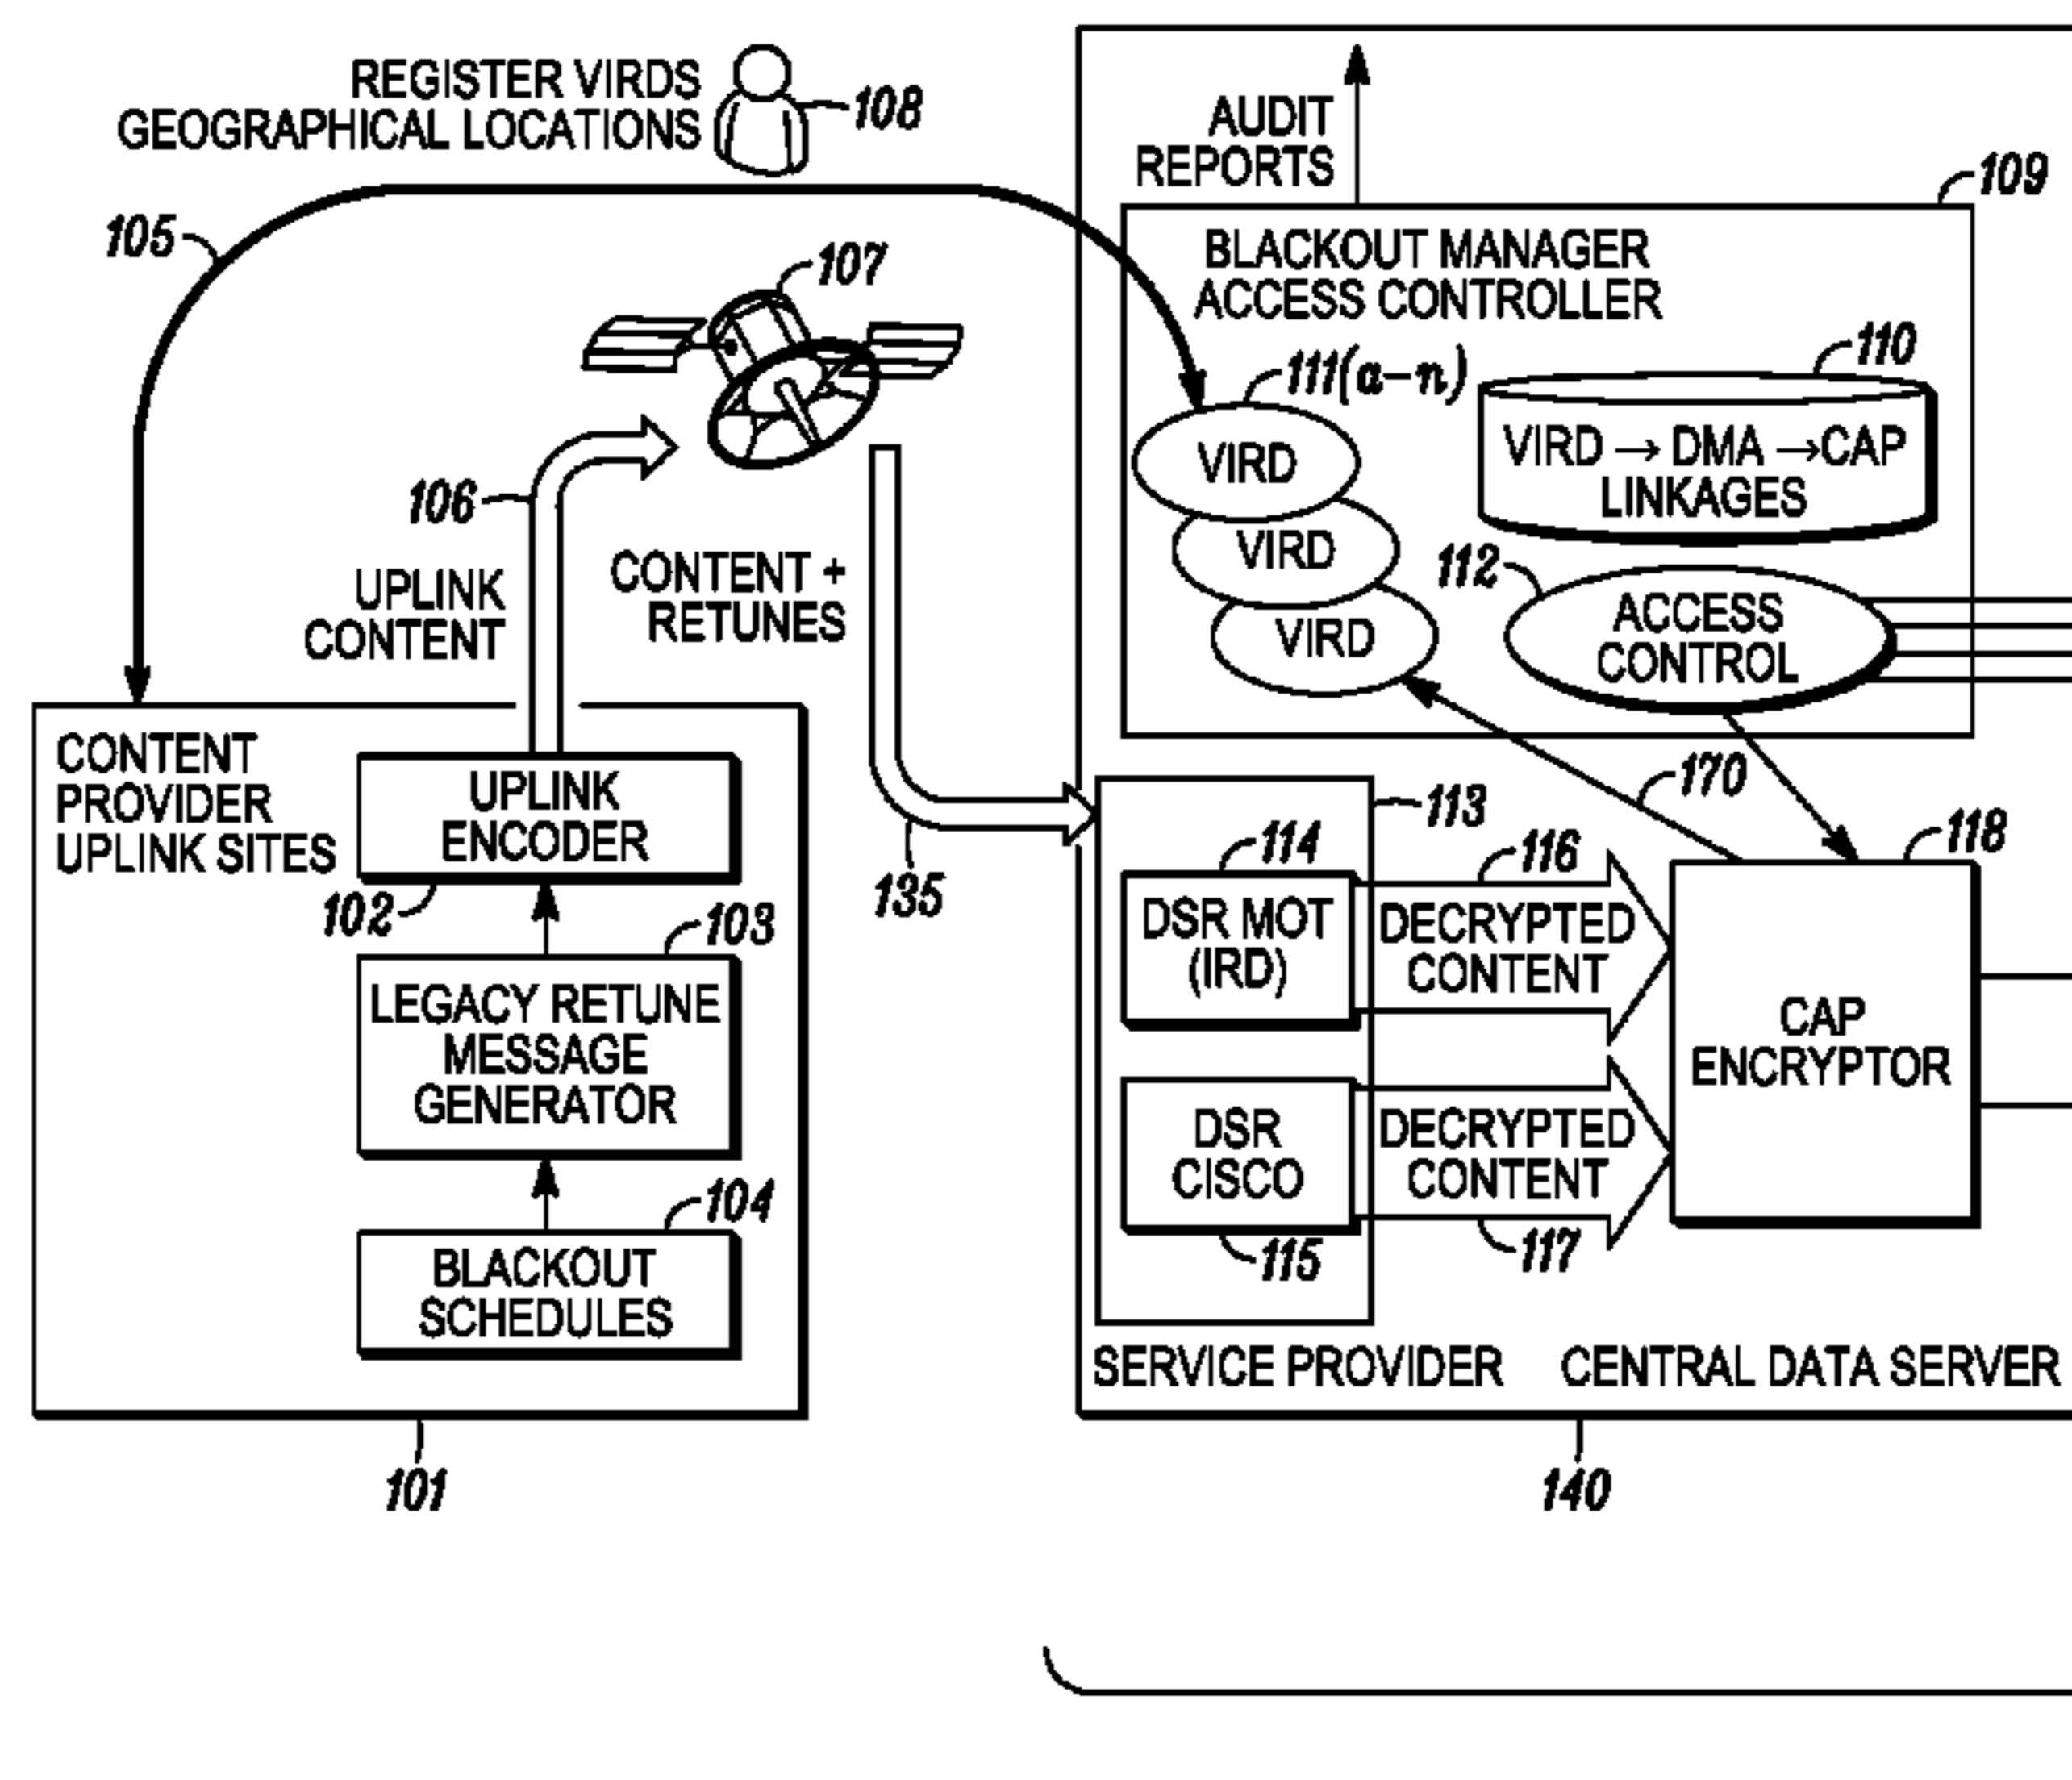 REGISTER VIRDS
GEOGRAPHICAL LOCATIONS
108
105
107
106
UPLINK
CONTENT
CONTENT +
RETUNES
135
CONTENT
PROVIDER
UPLINK SITES
UPLINK
ENCODER
102
103
LEGACY RETUNE
MESSAGE
GENERATOR
104
BLACKOUT
SCHEDULES
101
AUDIT
REPORTS
109
BLACKOUT MANAGER
ACCESS CONTROLLER
111(a-n)
110
VIRD
VIRD
VIRD
VIRD → DMA → CAP
LINKAGES
112
ACCESS
CONTROL
170
113
114
DSR MOT
(IRD)
116
DECRYPTED
CONTENT
118
CAP
ENCRYPTOR
DSR
CISCO
115
DECRYPTED
CONTENT
117
SERVICE PROVIDER CENTRAL DATA SERVER
140